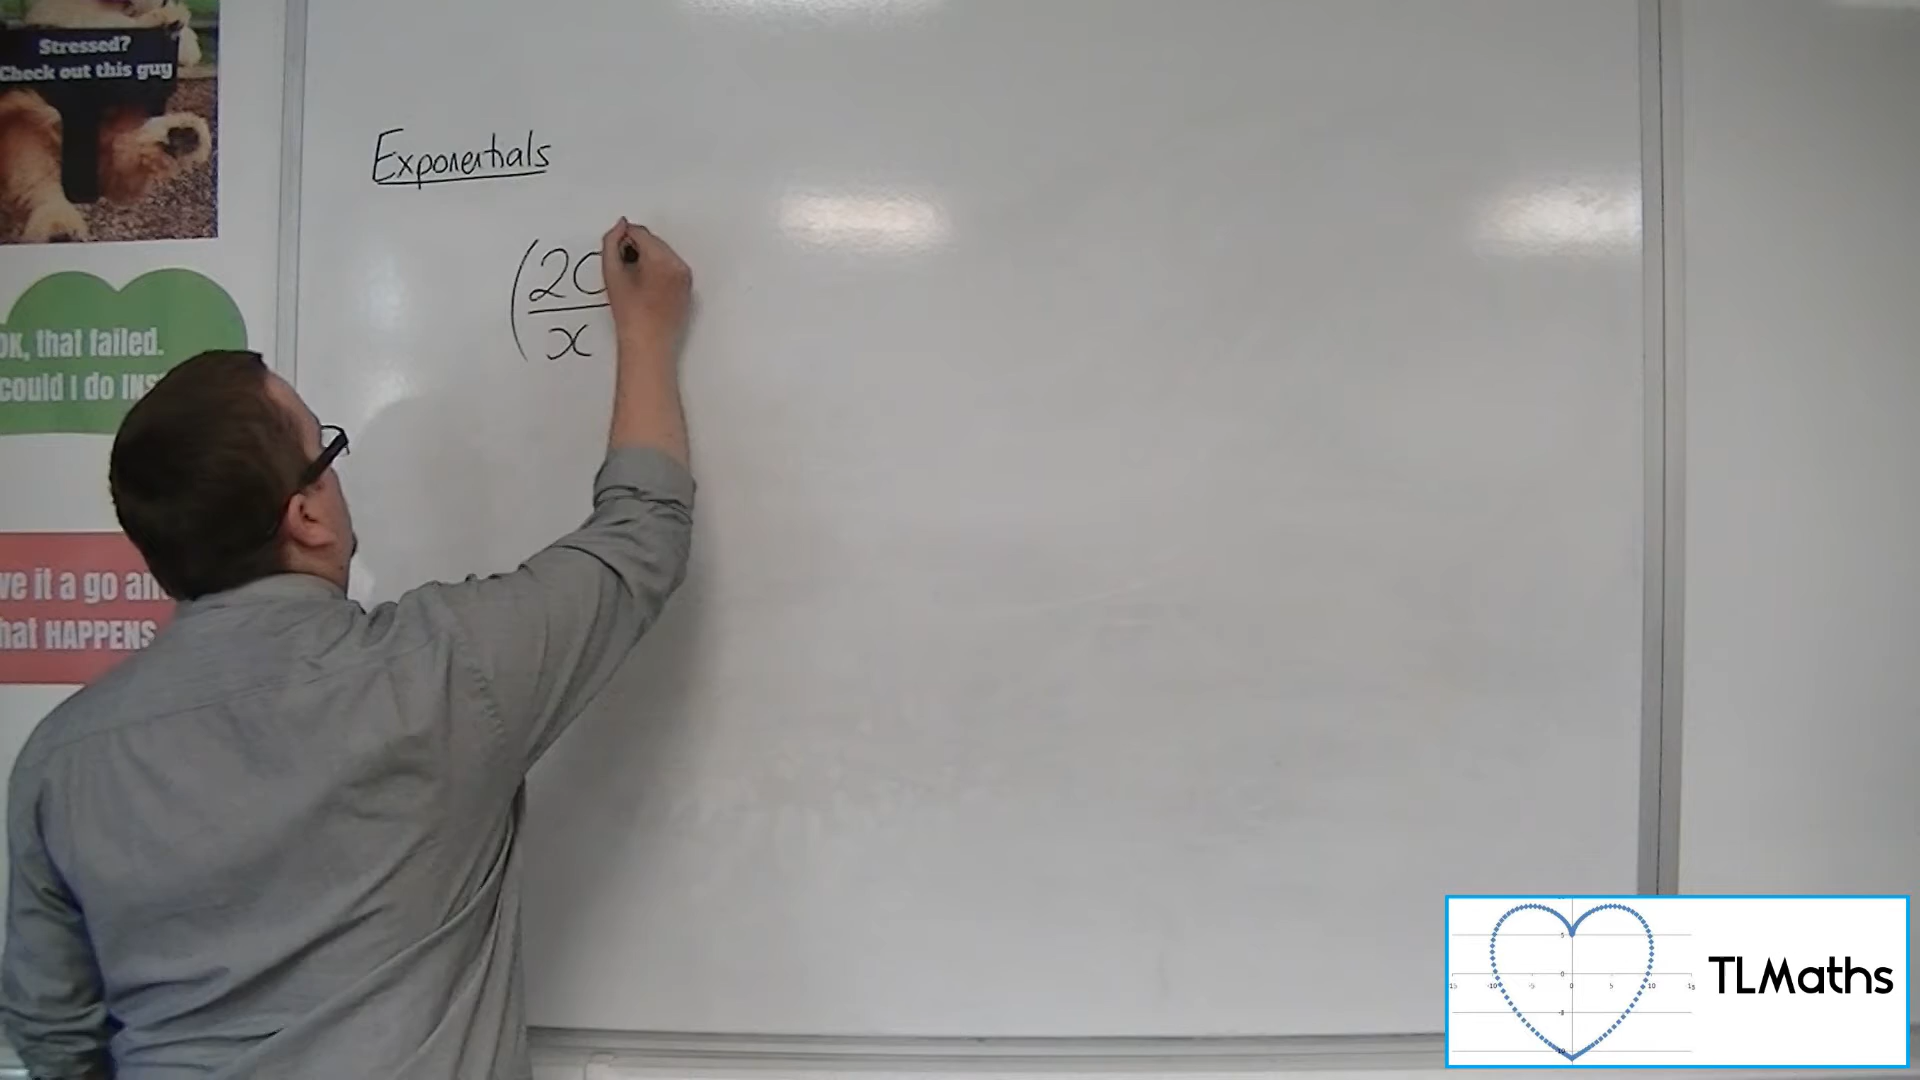 Stressed?
Check out this guy
Exponentials
(20
x
OK, that failed.
could I do INS
ve it a go an
hat HAPPENS
TLMaths